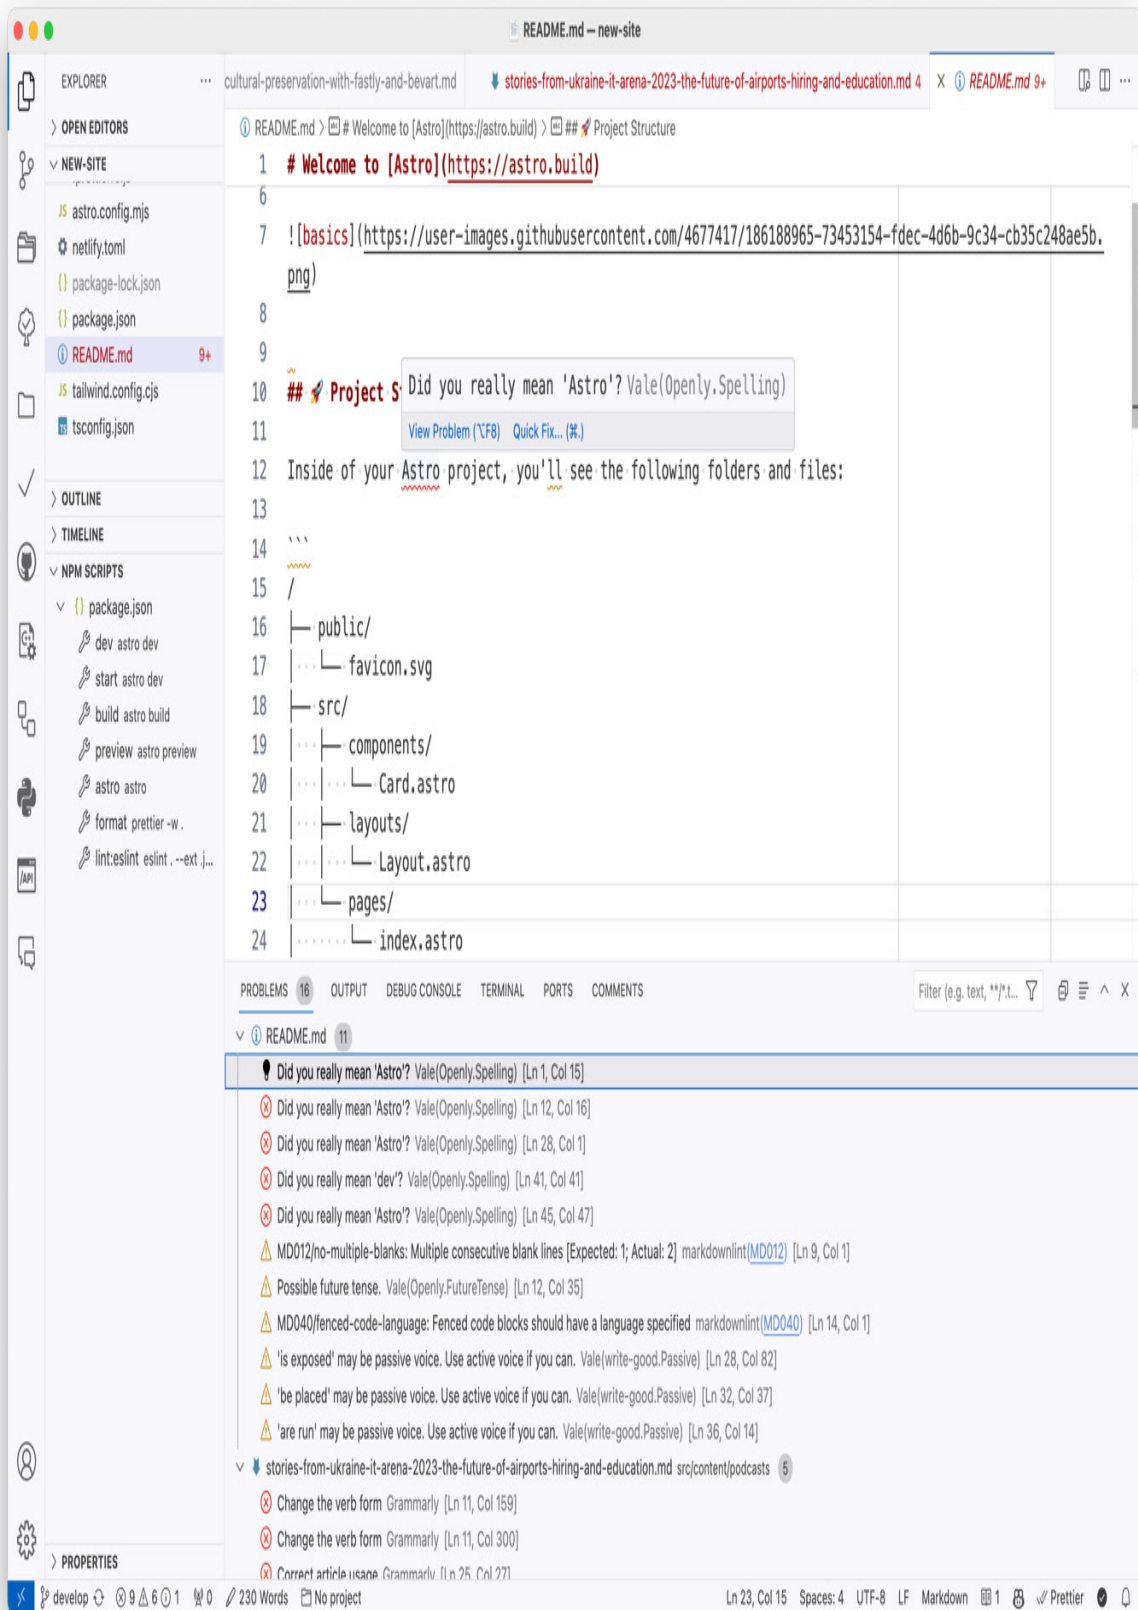 README.md — new-site
EXPLORER
cultural-preservation-with-fastly-and-bevart.md
stories-from-ukraine-it-arena-2023-the-future-of-airports-hiring-and-education.md 4
README.md 9+
OPEN EDITORS
NEW-SITE
astro.config.mjs
netlify.toml
package-lock.json
package.json
README.md 9+
tailwind.config.cjs
tsconfig.json
OUTLINE
TIMELINE
NPM SCRIPTS
package.json
dev astro dev
start astro dev
build astro build
preview astro preview
astro astro
format prettier -w .
lint:eslint eslint . --ext .j...
PROPERTIES
README.md > # Welcome to [Astro](https://astro.build) > ## 🚀 Project Structure
1 # Welcome to [Astro](https://astro.build)
6
7 ![basics](https://user-images.githubusercontent.com/4677417/186188965-73453154-fdec-4d6b-9c34-cb35c248ae5b.
png)
8
9
10 ## 🚀 Project S
Did you really mean 'Astro'? Vale(Openly.Spelling)
View Problem (⌥F8) Quick Fix... (⌘.)
11
12 Inside of your Astro project, you'll see the following folders and files:
13
14 ```
15 /
16 ├── public/
17 │   └── favicon.svg
18 ├── src/
19 │   ├── components/
20 │   │   └── Card.astro
21 │   ├── layouts/
22 │   │   └── Layout.astro
23 │   └── pages/
24 │       └── index.astro
PROBLEMS 16 OUTPUT DEBUG CONSOLE TERMINAL PORTS COMMENTS
Filter (e.g. text, **/*.t...
README.md 11
Did you really mean 'Astro'? Vale(Openly.Spelling) [Ln 1, Col 15]
Did you really mean 'Astro'? Vale(Openly.Spelling) [Ln 12, Col 16]
Did you really mean 'Astro'? Vale(Openly.Spelling) [Ln 28, Col 1]
Did you really mean 'dev'? Vale(Openly.Spelling) [Ln 41, Col 41]
Did you really mean 'Astro'? Vale(Openly.Spelling) [Ln 45, Col 47]
MD012/no-multiple-blanks: Multiple consecutive blank lines [Expected: 1; Actual: 2] markdownlint(MD012) [Ln 9, Col 1]
Possible future tense. Vale(Openly.FutureTense) [Ln 12, Col 35]
MD040/fenced-code-language: Fenced code blocks should have a language specified markdownlint(MD040) [Ln 14, Col 1]
'is exposed' may be passive voice. Use active voice if you can. Vale(write-good.Passive) [Ln 28, Col 82]
'be placed' may be passive voice. Use active voice if you can. Vale(write-good.Passive) [Ln 32, Col 37]
'are run' may be passive voice. Use active voice if you can. Vale(write-good.Passive) [Ln 36, Col 14]
stories-from-ukraine-it-arena-2023-the-future-of-airports-hiring-and-education.md src/content/podcasts 5
Change the verb form Grammarly [Ln 11, Col 159]
Change the verb form Grammarly [Ln 11, Col 300]
Correct article usage Grammarly [Ln 25, Col 27]
develop 9 6 1 0 230 Words No project
Ln 23, Col 15 Spaces: 4 UTF-8 LF Markdown 1 Prettier